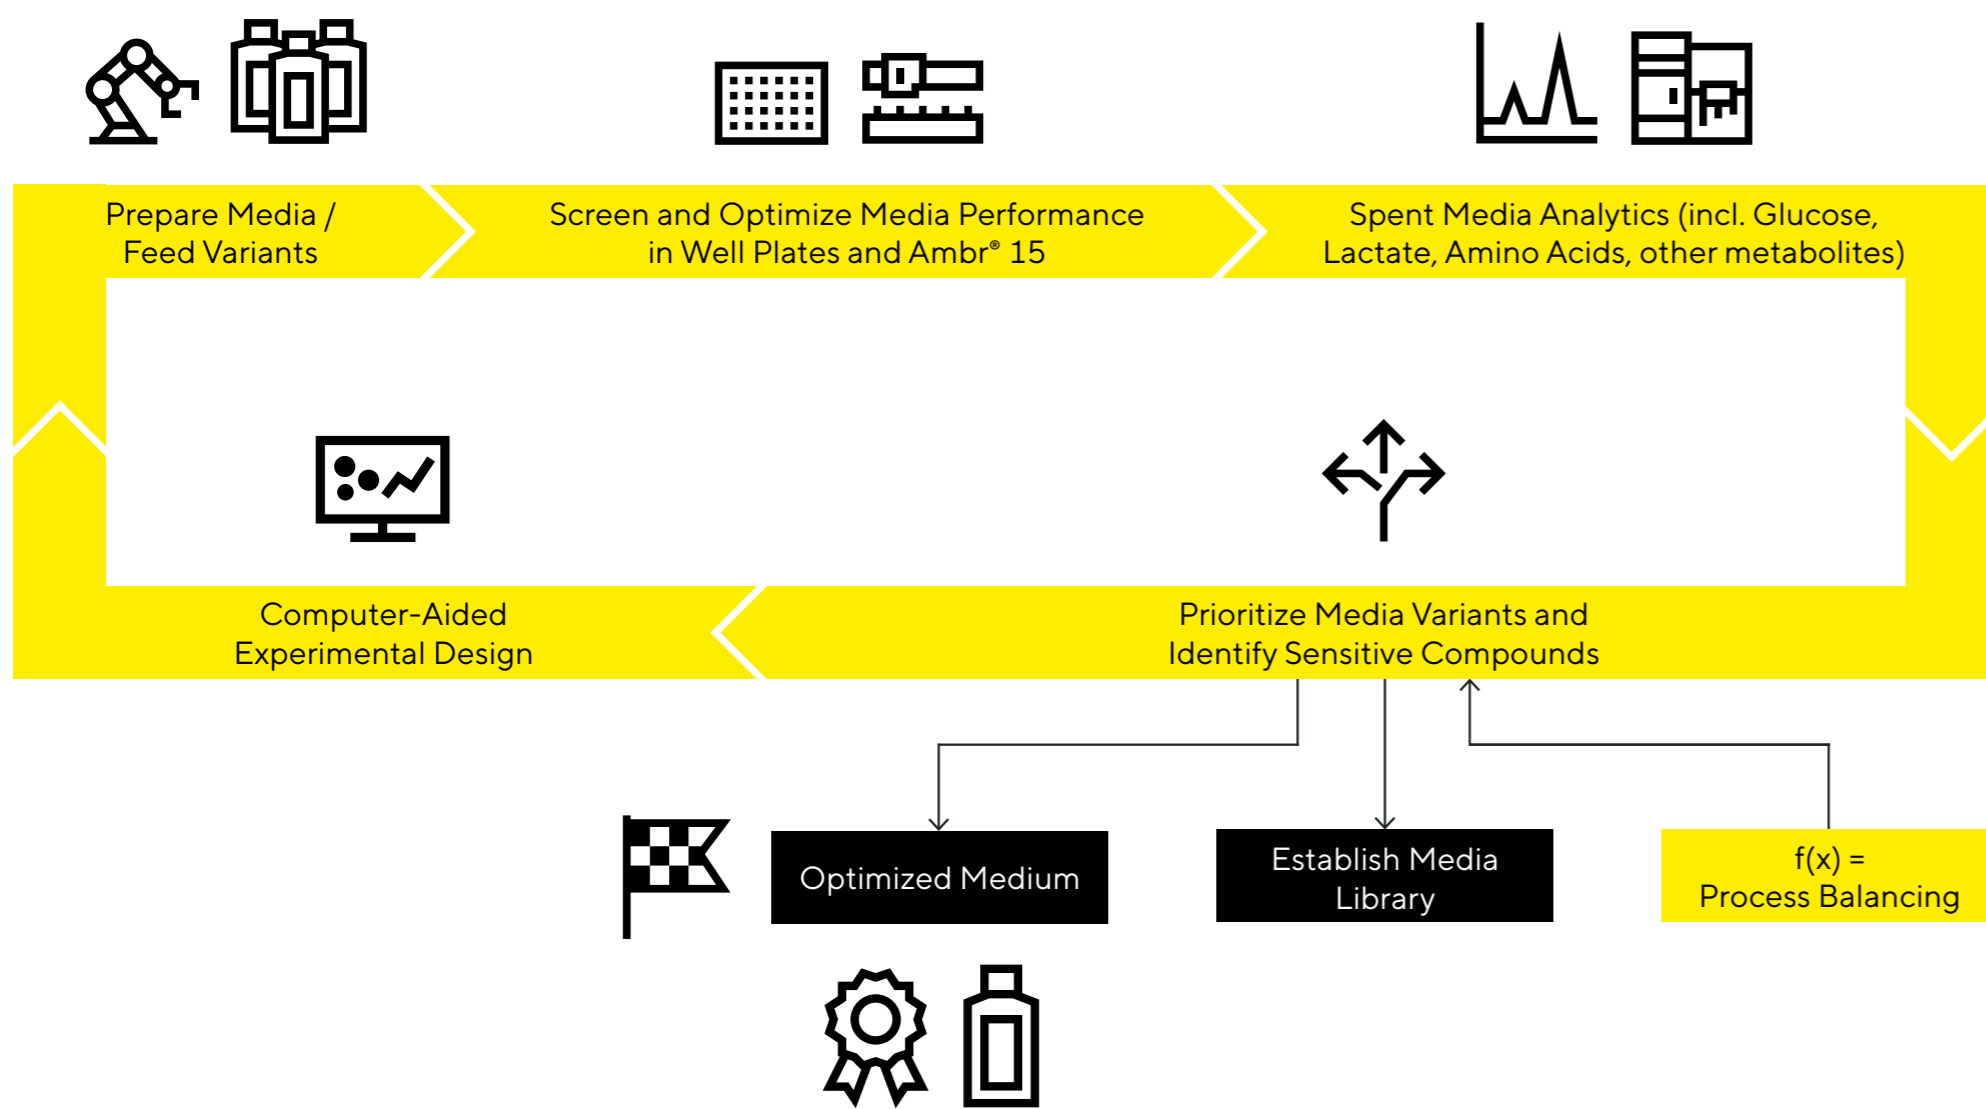 Prepare Media /
Feed Variants
Screen and Optimize Media Performance
in Well Plates and Ambr® 15
Spent Media Analytics (incl. Glucose,
Lactate, Amino Acids, other metabolites)
Computer-Aided
Experimental Design
Prioritize Media Variants and
Identify Sensitive Compounds
Optimized Medium
Establish Media
Library
f(x) =
Process Balancing